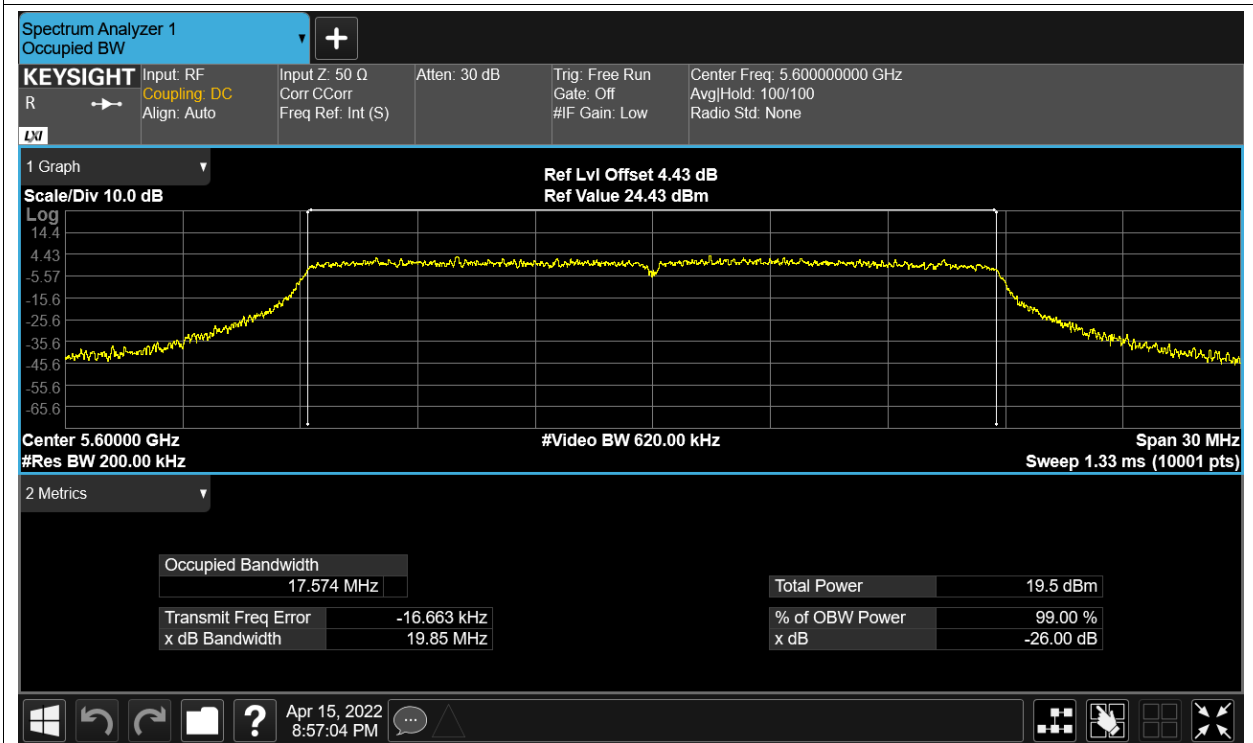 Spectrum Analyzer 1
Occupied BW
KEYSIGHT
R
LXI
Input: RF
Coupling: DC
Align: Auto
Input Z: 50 Ω
Corr CCorr
Freq Ref: Int (S)
Atten: 30 dB
Trig: Free Run
Gate: Off
#IF Gain: Low
Center Freq: 5.600000000 GHz
Avg|Hold: 100/100
Radio Std: None
1 Graph
Scale/Div 10.0 dB
Ref Lvl Offset 4.43 dB
Ref Value 24.43 dBm
Log
14.4
4.43
-5.57
-15.6
-25.6
-35.6
-45.6
-55.6
-65.6
Center 5.60000 GHz
#Video BW 620.00 kHz
Span 30 MHz
#Res BW 200.00 kHz
Sweep 1.33 ms (10001 pts)
2 Metrics
Occupied Bandwidth
17.574 MHz
Total Power 19.5 dBm
Transmit Freq Error -16.663 kHz
% of OBW Power 99.00 %
x dB Bandwidth 19.85 MHz
x dB -26.00 dB
?
Apr 15, 2022
8:57:04 PM